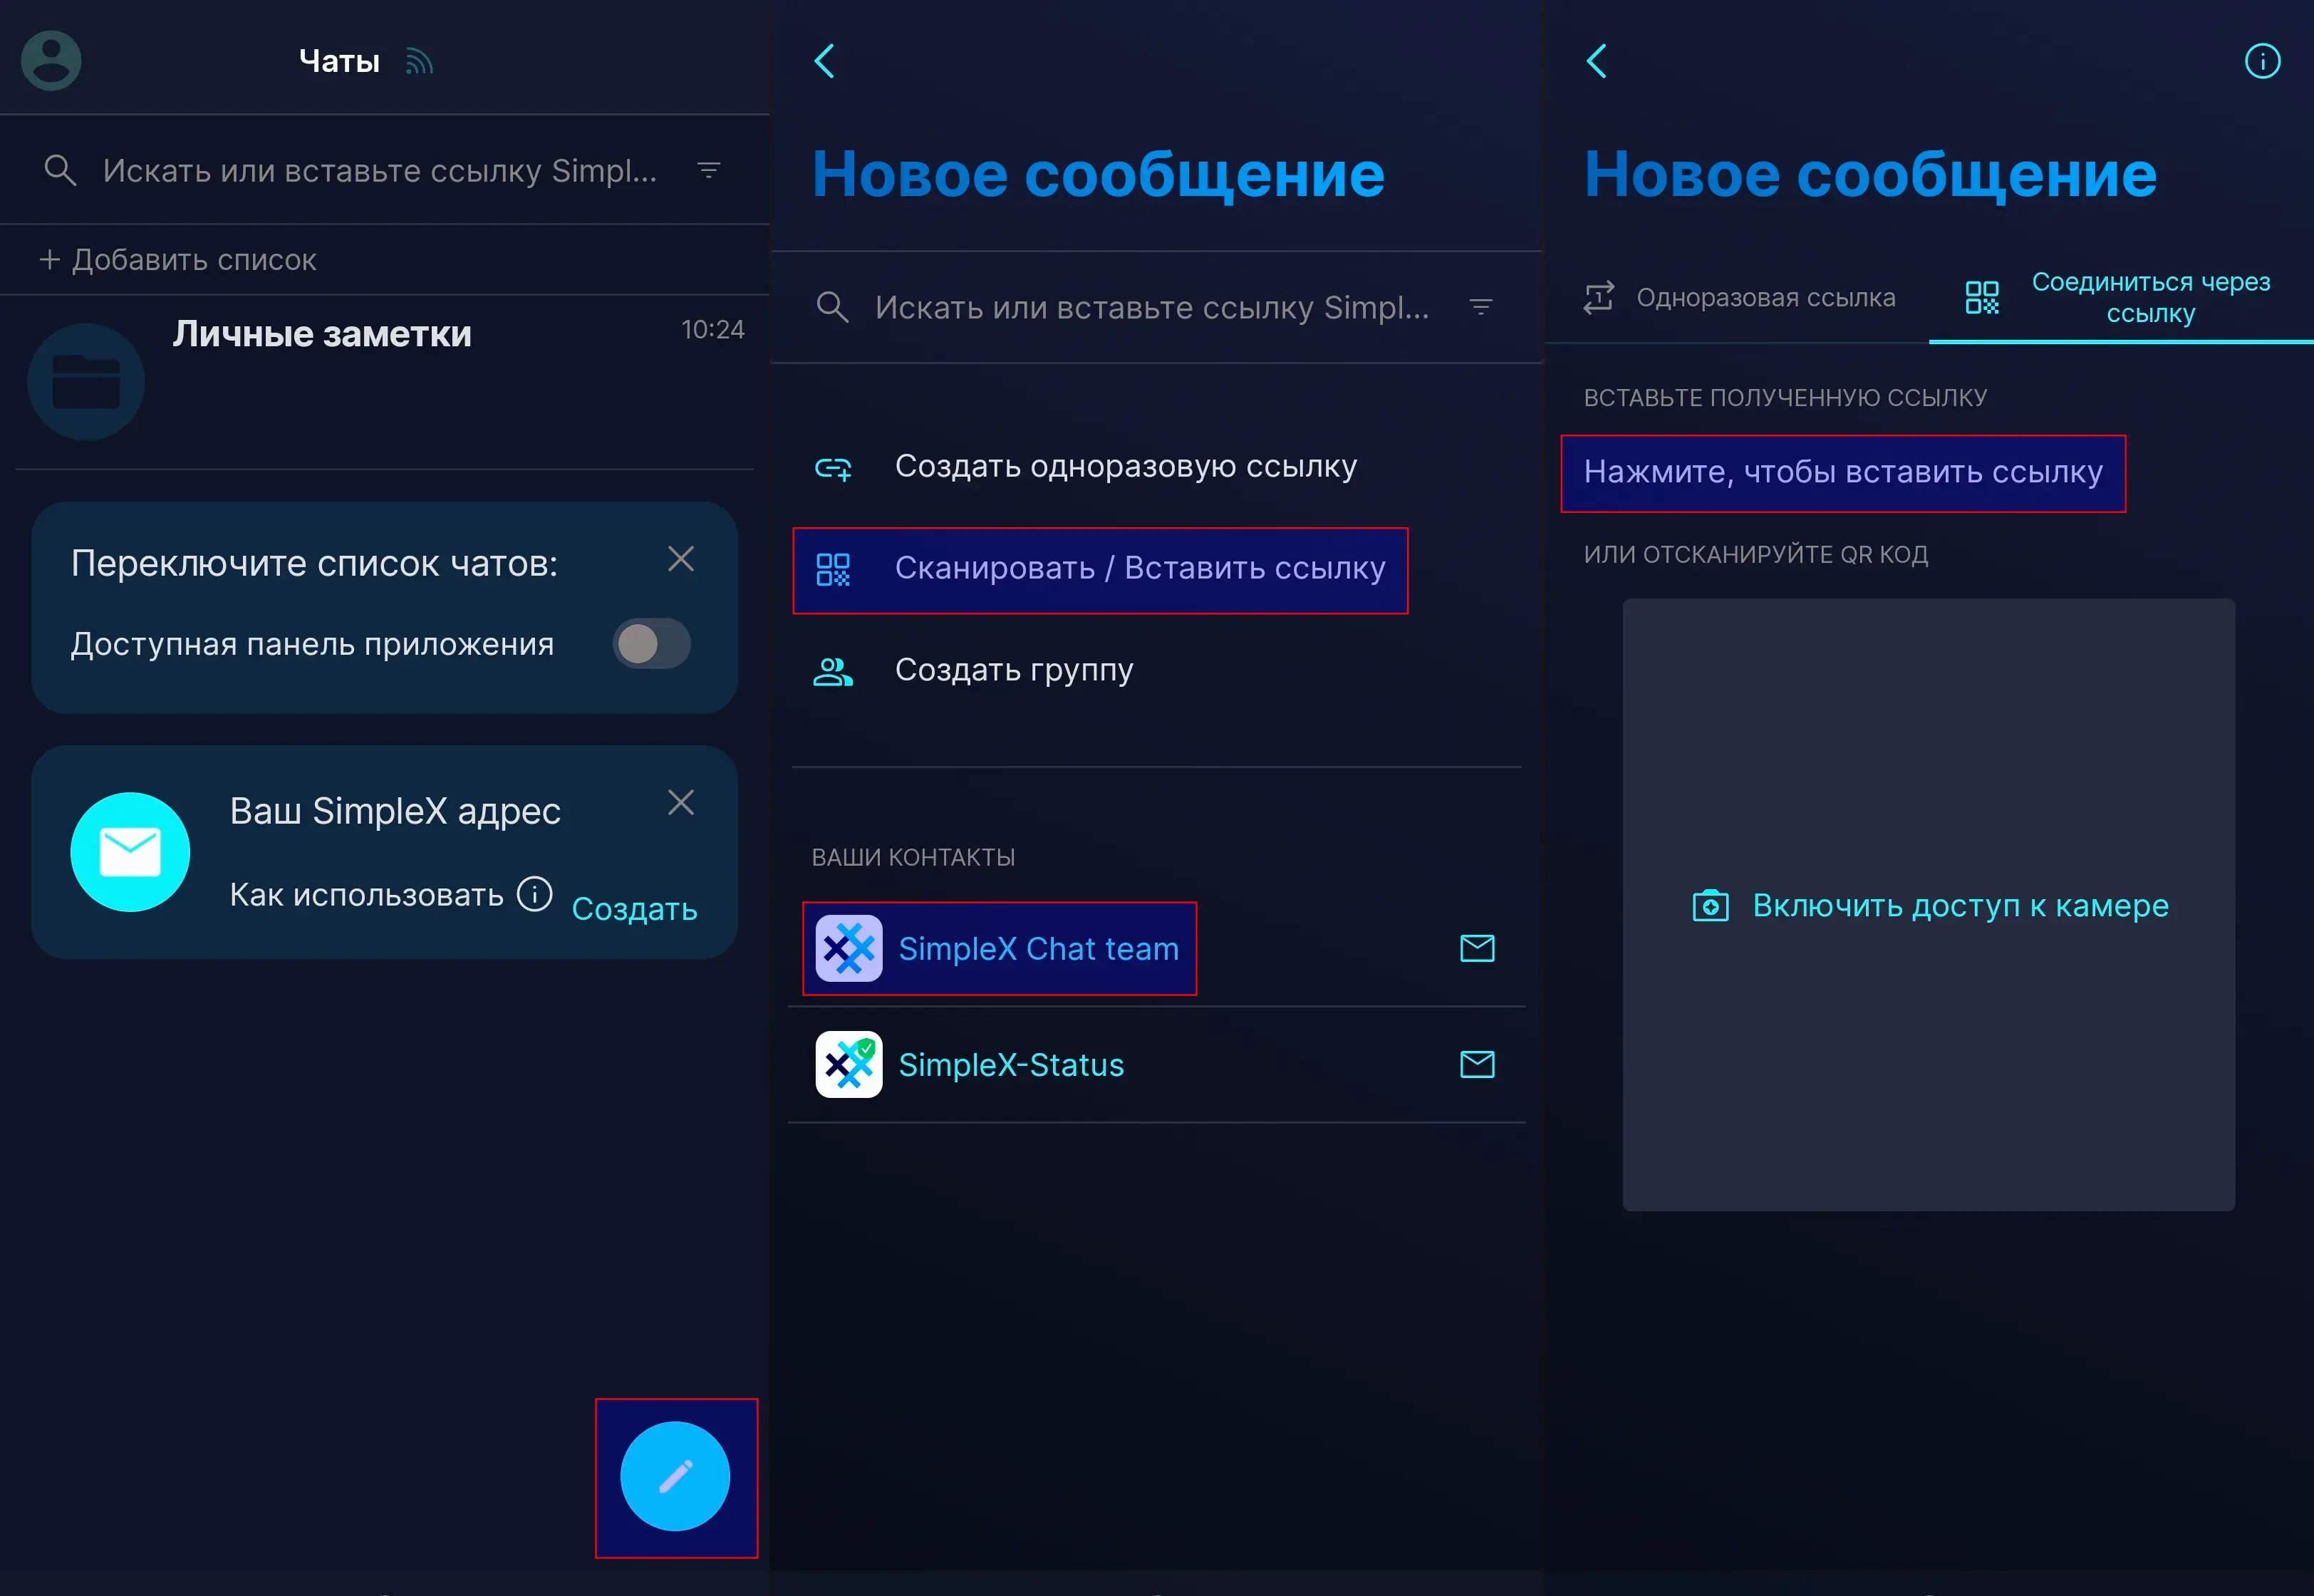 Чаты
Искать или вставьте ссылку Simpl...
+ Добавить список
Личные заметки
10:24
Переключите список чатов:
Доступная панель приложения
Ваш SimpleX адрес
Как использовать
Создать
Новое сообщение
Искать или вставьте ссылку Simpl...
Создать одноразовую ссылку
Сканировать / Вставить ссылку
Создать группу
ВАШИ КОНТАКТЫ
SimpleX Chat team
SimpleX-Status
Новое сообщение
Одноразовая ссылка
Соединиться через
ссылку
ВСТАВЬТЕ ПОЛУЧЕННУЮ ССЫЛКУ
Нажмите, чтобы вставить ссылку
ИЛИ ОТСКАНИРУЙТЕ QR КОД
Включить доступ к камере